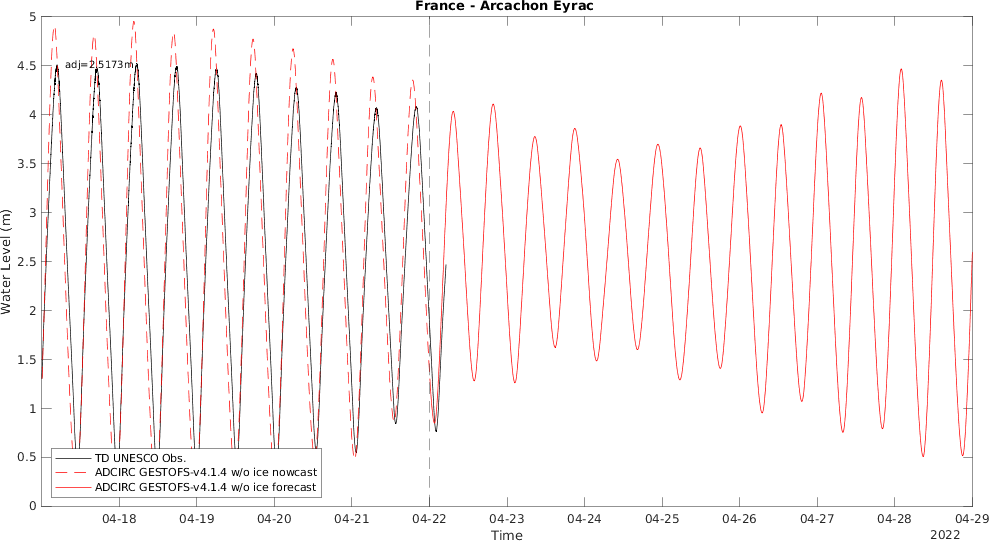 France - Arcachon Eyrac
5
4.5
4
3.5
3
2.5
2
1.5
1
0.5
0
Water Level (m)
adj=2.5173m
TD UNESCO Obs.
ADCIRC GESTOFS-v4.1.4 w/o ice nowcast
ADCIRC GESTOFS-v4.1.4 w/o ice forecast
04-18 04-19 04-20 04-21 04-22 04-23 04-24 04-25 04-26 04-27 04-28 04-29
Time
2022